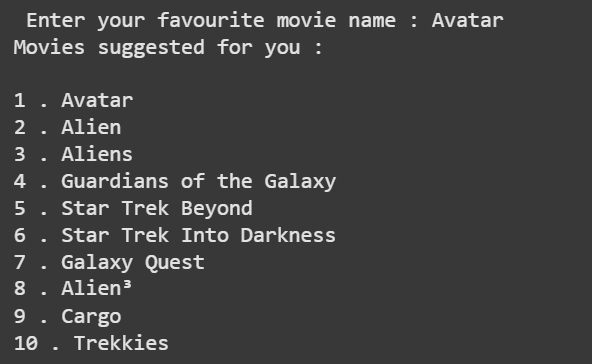 Enter your favourite movie name : Avatar
Movies suggested for you :
1 . Avatar
2 . Alien
3 . Aliens
4 . Guardians of the Galaxy
5 . Star Trek Beyond
6 . Star Trek Into Darkness
7 . Galaxy Quest
8 . Alien³
9 . Cargo
10 . Trekkies